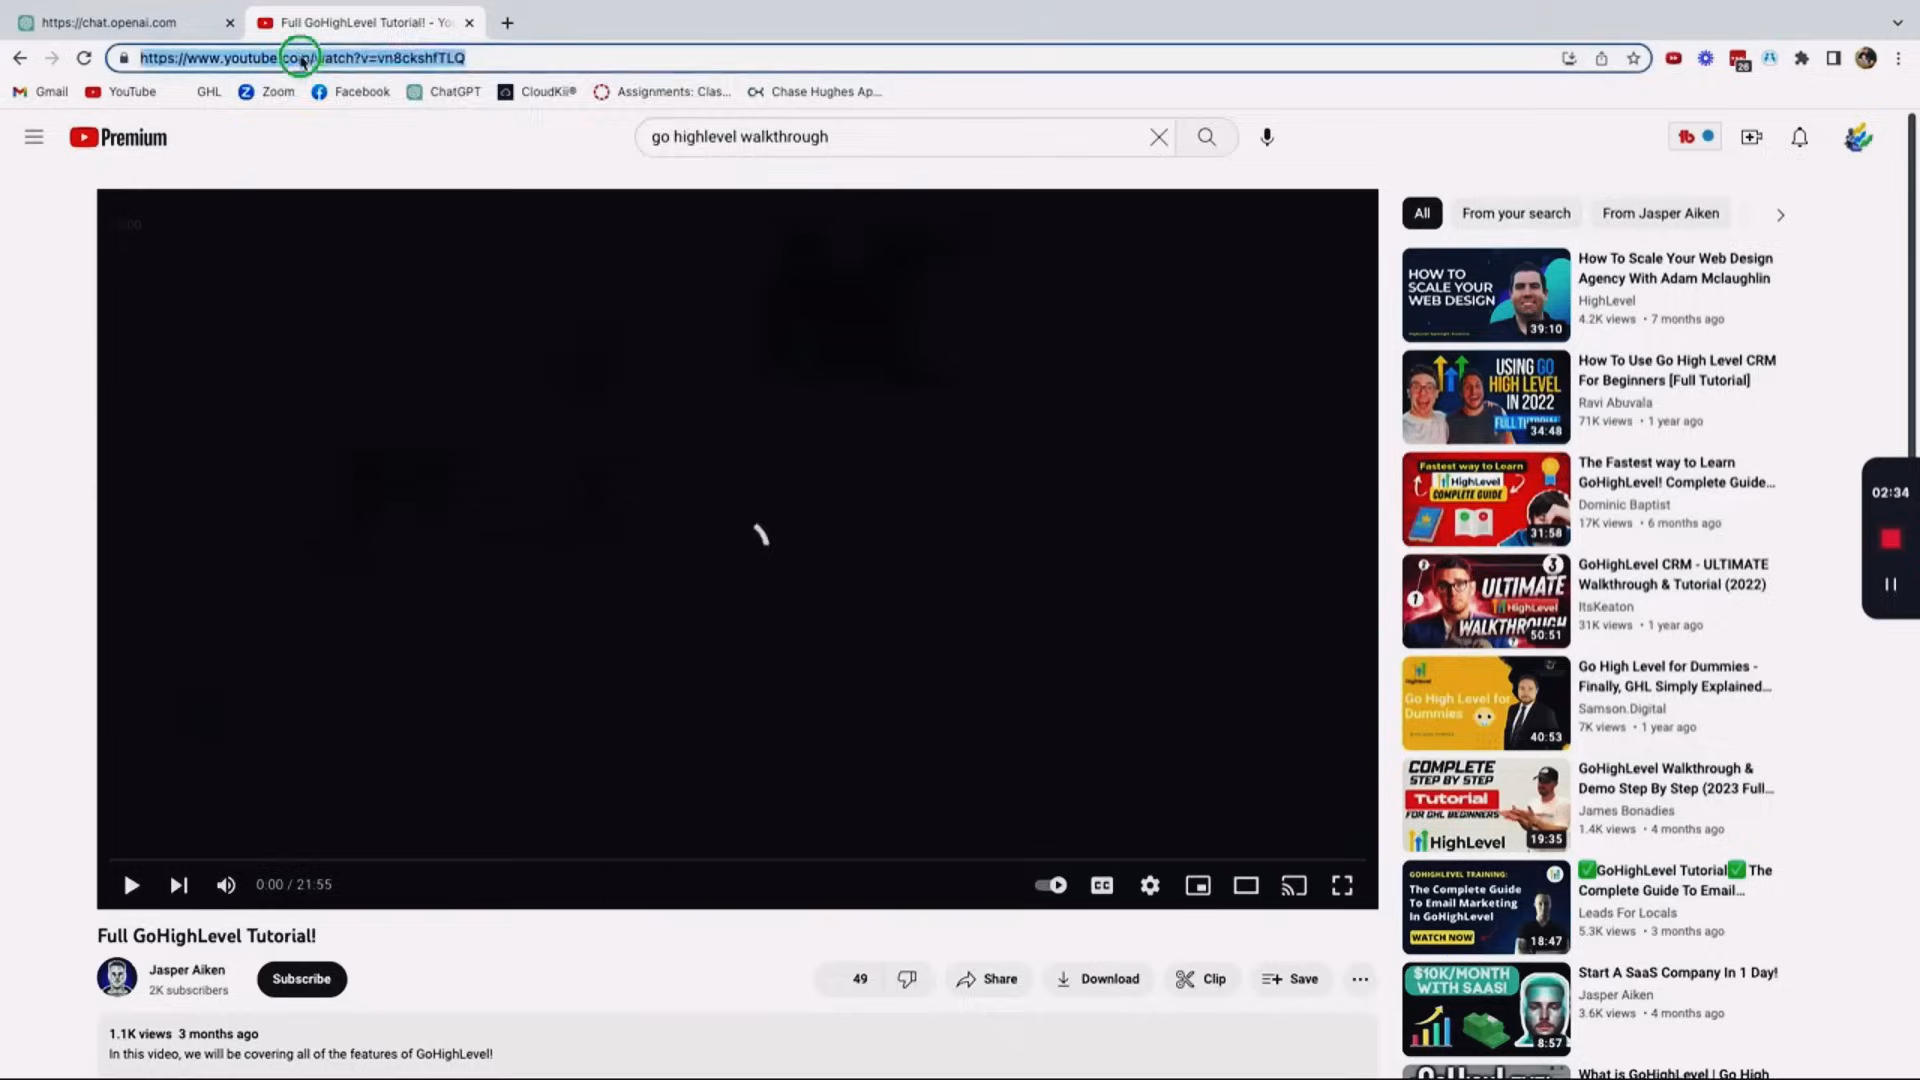 https://chat.openai.com
Full GoHighLevel Tutorial! - Yo
https://www.youtube.com/watch?v=vn8ckshfTLQ
26
Gmail
YouTube
GHL
Zoom
Facebook
ChatGPT
CloudKii®
Assignments: Clas...
Chase Hughes Ap...
Premium
go highlevel walkthrough
All
From your search
From Jasper Aiken
HOW TO
SCALE YOUR
WEB DESIGN
39:10
How To Scale Your Web Design
Agency With Adam Mclaughlin
HighLevel
4.2K views • 7 months ago
USING GO
HIGH LEVEL
IN 2022
34:48
How To Use Go High Level CRM
For Beginners [Full Tutorial]
Ravi Abuvala
71K views • 1 year ago
Fastest way to Learn
HighLevel
COMPLETE GUIDE
31:58
The Fastest way to Learn
GoHighLevel! Complete Guide...
Dominic Baptist
17K views • 6 months ago
02:34
ULTIMATE
HighLevel
WALKTHROUGH
50:51
GoHighLevel CRM - ULTIMATE
Walkthrough & Tutorial (2022)
ItsKeaton
31K views • 1 year ago
Go High Level for
Dummies
40:53
Go High Level for Dummies -
Finally, GHL Simply Explained...
Samson.Digital
7K views • 1 year ago
COMPLETE
STEP BY STEP
Tutorial
FOR GHL BEGINNERS
HighLevel
19:35
GoHighLevel Walkthrough &
Demo Step By Step (2023 Full...
James Bonadies
1.4K views • 4 months ago
GOHIGHLEVEL TRAINING:
The Complete Guide
To Email Marketing
In GoHighLevel
WATCH NOW
18:47
✅GoHighLevel Tutorial✅ The
Complete Guide To Email...
Leads For Locals
5.3K views • 3 months ago
$10K/MONTH
WITH SAAS!
8:57
Start A SaaS Company In 1 Day!
Jasper Aiken
3.6K views • 4 months ago
What is GoHighLevel | Go High
0:00 / 21:55
CC
Full GoHighLevel Tutorial!
Jasper Aiken
2K subscribers
Subscribe
49
Share
Download
Clip
Save
1.1K views 3 months ago
In this video, we will be covering all of the features of GoHighLevel!